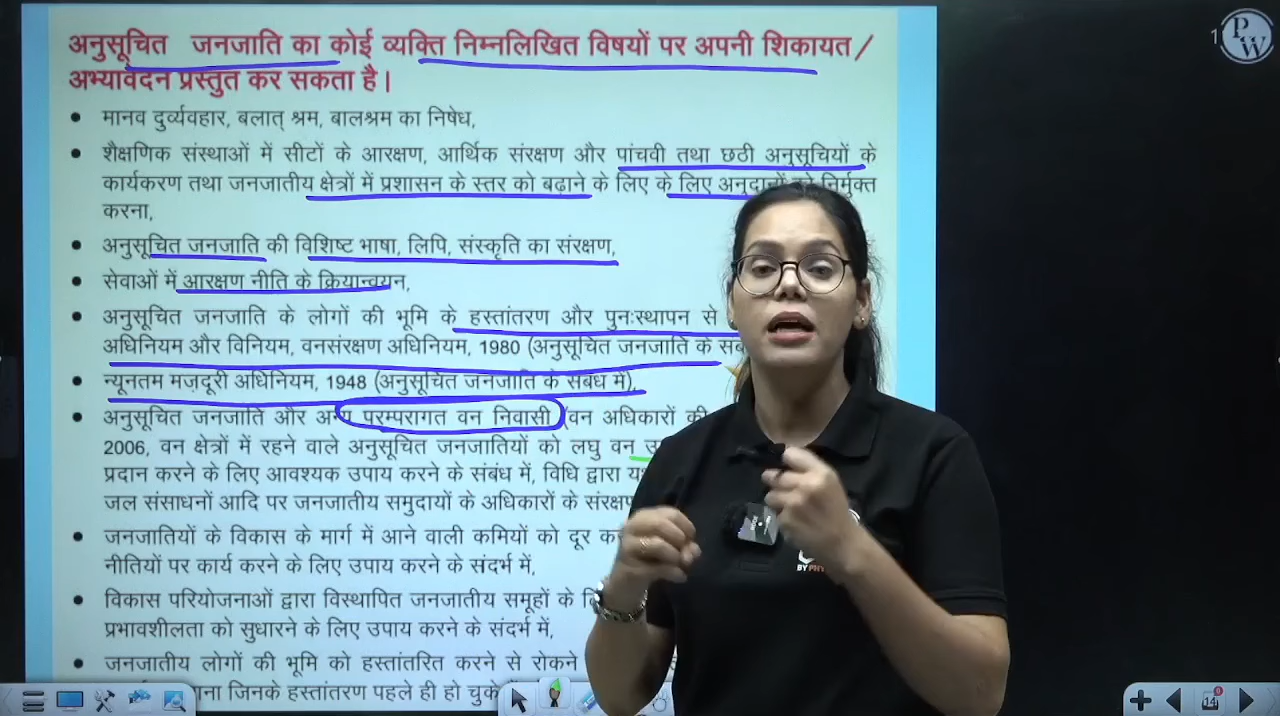 अनुसूचित जनजाति का कोई व्यक्ति निम्नलिखित विषयों पर अपनी शिकायत/
अभ्यावेदन प्रस्तुत कर सकता है।
• मानव दुर्व्यवहार, बलात् श्रम, बालश्रम का निषेध,
• शैक्षणिक संस्थाओं में सीटों के आरक्षण, आर्थिक संरक्षण और पांचवी तथा छठी अनुसूचियों के
कार्यकरण तथा जनजातीय क्षेत्रों में प्रशासन के स्तर को बढ़ाने के लिए के लिए अनुदानों निर्मुक्त
करना,
• अनुसूचित जनजाति की विशिष्ट भाषा, लिपि, संस्कृति का संरक्षण,
• सेवाओं में आरक्षण नीति के क्रियान्वयन,
• अनुसूचित जनजाति के लोगों की भूमि के हस्तांतरण और पुनःस्थापन से
अधिनियम और विनियम, वनसंरक्षण अधिनियम, 1980 (अनुसूचित जनजाति के
• न्यूनतम मज़दूरी अधिनियम, 1948 (अनुसूचित जनजाति के संबंध में),
• अनुसूचित जनजाति और अन्य परम्परागत वन निवासी (वन अधिकारों की
2006, वन क्षेत्रों में रहने वाले अनुसूचित जनजातियों को लघु वन
प्रदान करने के लिए आवश्यक उपाय करने के संबंध में, विधि द्वारा
जल संसाधनों आदि पर जनजातीय समुदायों के अधिकारों के संरक्षण
• जनजातियों के विकास के मार्ग में आने वाली कमियों को दूर
नीतियों पर कार्य करने के लिए उपाय करने के संदर्भ में,
• विकास परियोजनाओं द्वारा विस्थापित जनजातीय समूहों के
प्रभावशीलता को सुधारने के लिए उपाय करने के संदर्भ में,
• जनजातीय लोगों की भूमि को हस्तांतरित करने से रोकने
जिनके हस्तांतरण पहले ही हो चुके
P W
BY PHY
14